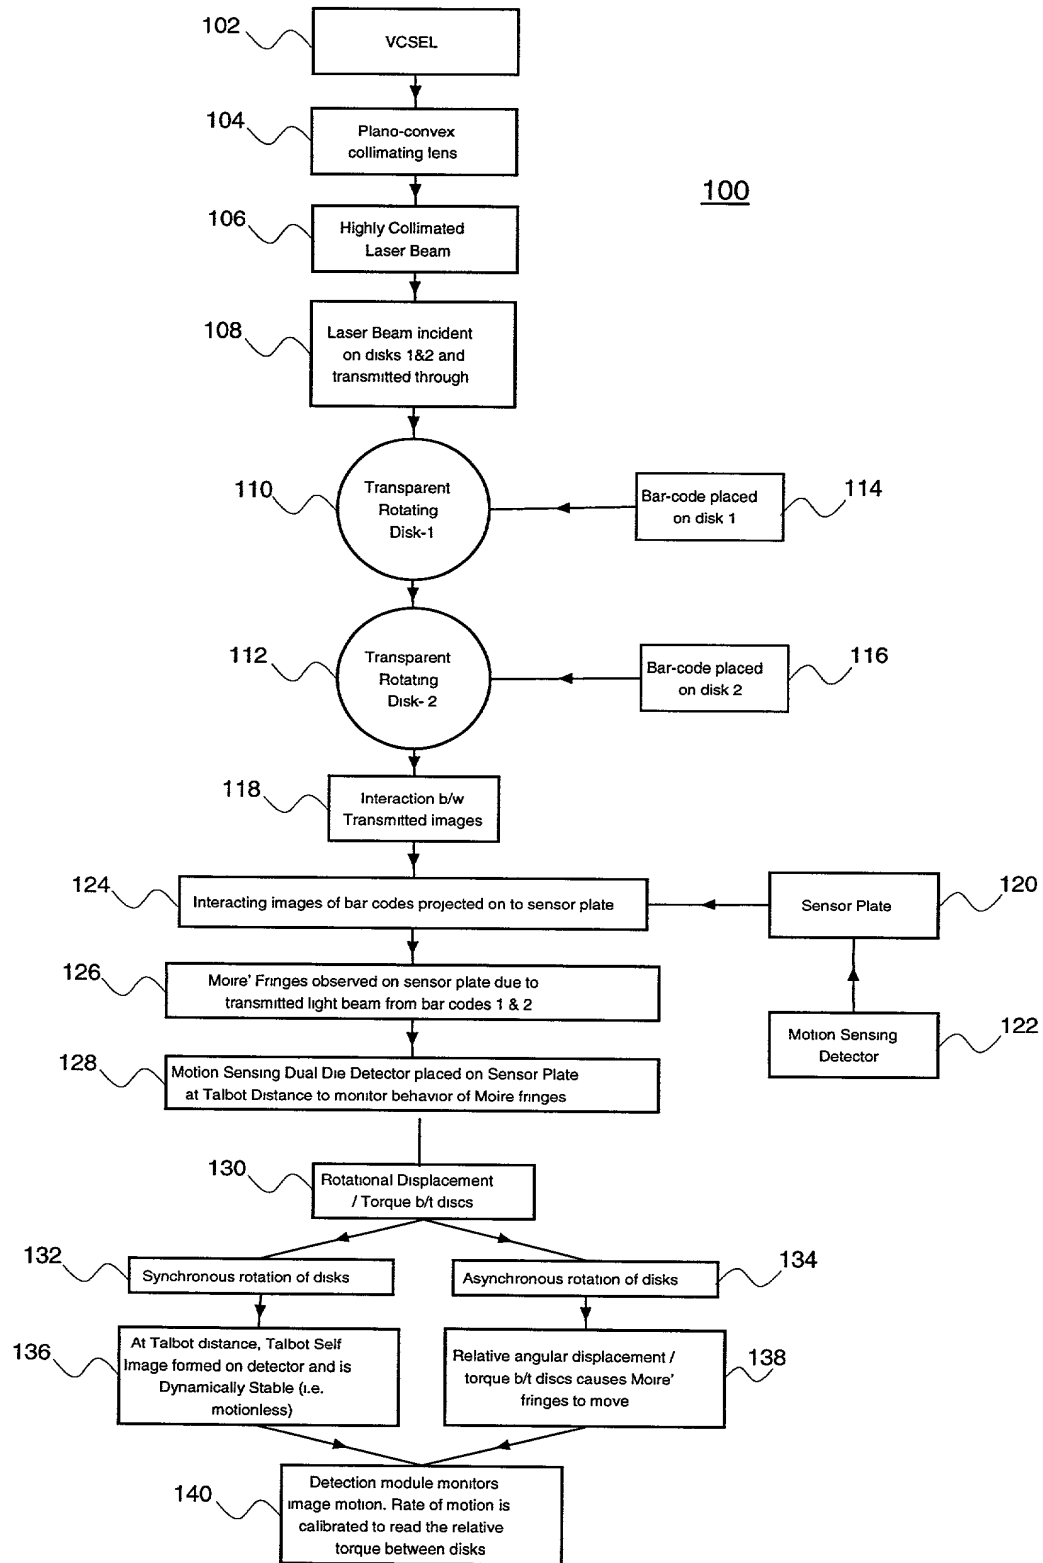 102
VCSEL
104
Plano-convex
collimating lens
100
106
Highly Collimated
Laser Beam
108
Laser Beam incident
on disks 1&2 and
transmitted through
110
Transparent
Rotating
Disk-1
Bar-code placed
on disk 1
114
112
Transparent
Rotating
Disk- 2
Bar-code placed
on disk 2
116
118
Interaction b/w
Transmitted images
124
Interacting images of bar codes projected on to sensor plate
Sensor Plate
120
126
Moire' Fringes observed on sensor plate due to
transmitted light beam from bar codes 1 & 2
Motion Sensing
Detector
122
128
Motion Sensing Dual Die Detector placed on Sensor Plate
at Talbot Distance to monitor behavior of Moire fringes
130
Rotational Displacement
/ Torque b/t discs
132
Synchronous rotation of disks
Asynchronous rotation of disks
134
136
At Talbot distance, Talbot Self
Image formed on detector and is
Dynamically Stable (i.e.
motionless)
Relative angular displacement /
torque b/t discs causes Moire'
fringes to move
138
140
Detection module monitors
image motion. Rate of motion is
calibrated to read the relative
torque between disks